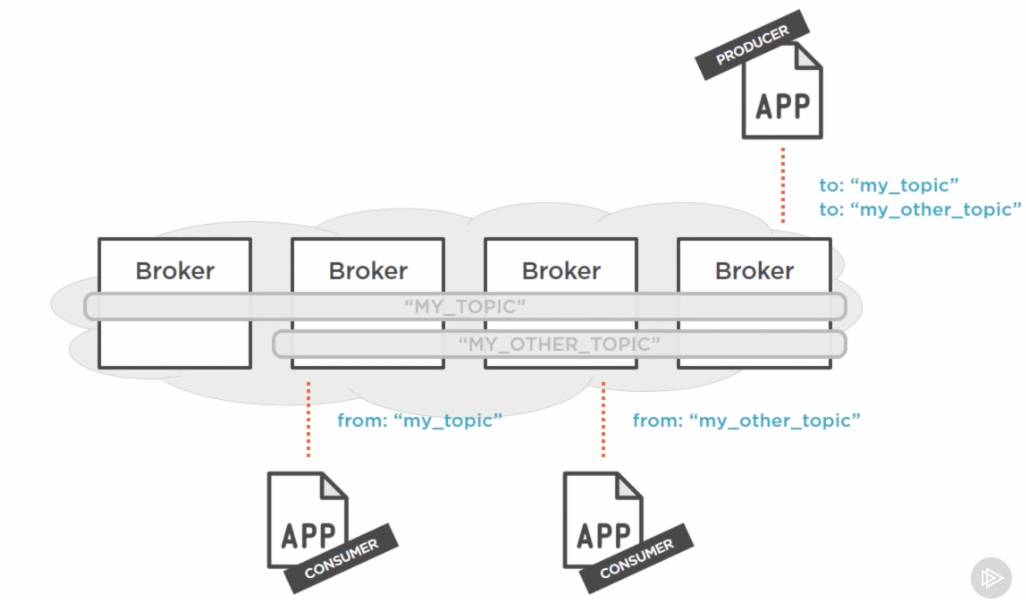 PRODUCER
APP
to: “my_topic”
to: “my_other_topic”
Broker
Broker
Broker
Broker
“MY_TOPIC”
“MY_OTHER_TOPIC”
from: “my_topic”
from: “my_other_topic”
APP
CONSUMER
APP
CONSUMER